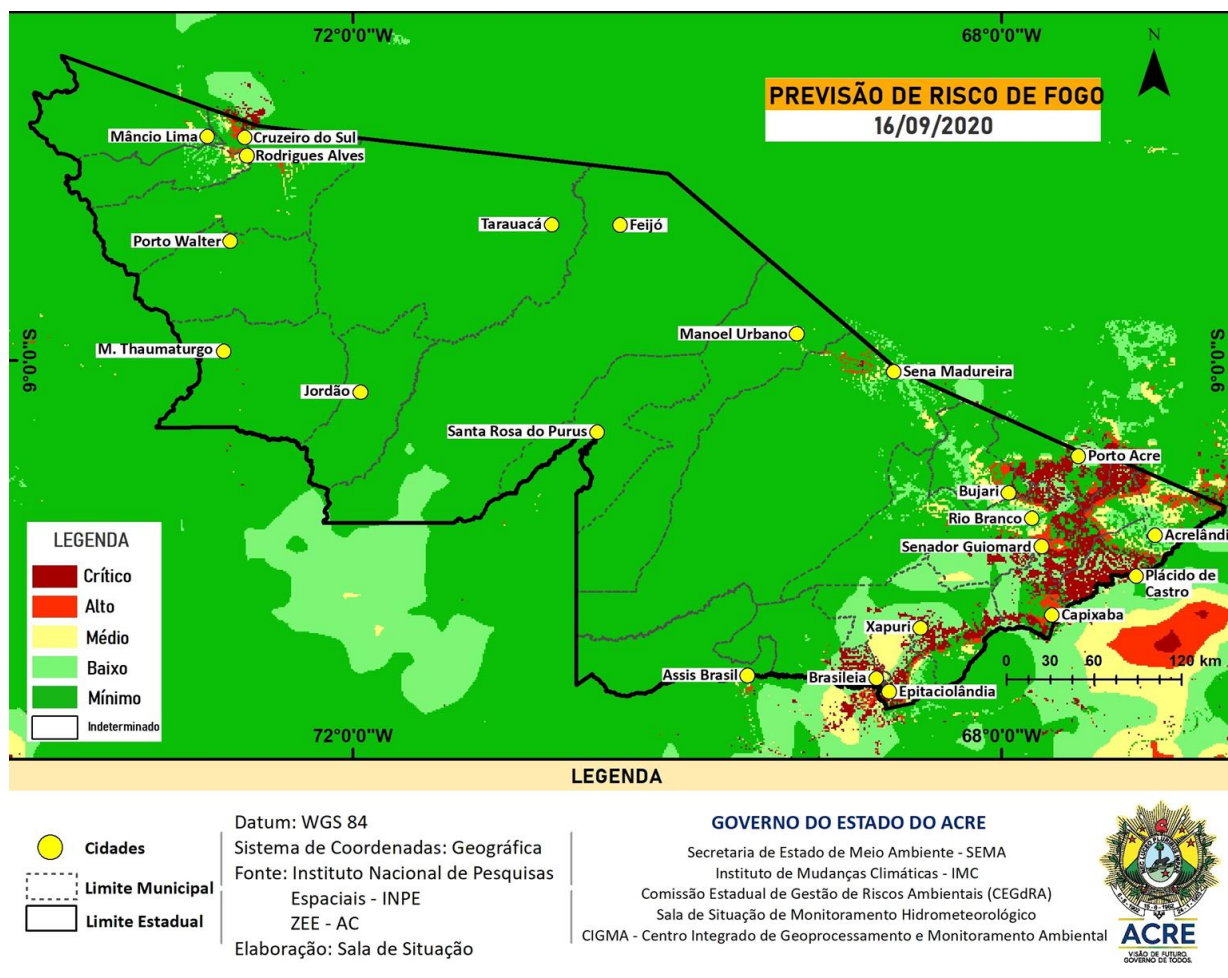 72°0'0"W
68°0'0"W
N
PREVISÃO DE RISCO DE FOGO
16/09/2020
Mâncio Lima
Cruzeiro do Sul
Rodrigues Alves
Tarauacá
Feijó
Porto Walter
Manoel Urbano
9°0'0"S
9°0'0"S
M. Thaumaturgo
Sena Madureira
Jordão
Santa Rosa do Purus
Porto Acre
Bujari
Rio Branco
Acrelândi
Senador Guiomard
Plácido de
Castro
Capixaba
Xapuri
0 30 60 120 km
Assis Brasil
Brasileia
Epitaciolândia
LEGENDA
Crítico
Alto
Médio
Baixo
Mínimo
Indeterminado
72°0'0"W
68°0'0"W
LEGENDA
Cidades
Limite Municipal
Limite Estadual
Datum: WGS 84
Sistema de Coordenadas: Geográfica
Fonte: Instituto Nacional de Pesquisas
Espaciais - INPE
ZEE - AC
Elaboração: Sala de Situação
GOVERNO DO ESTADO DO ACRE
Secretaria de Estado de Meio Ambiente - SEMA
Instituto de Mudanças Climáticas - IMC
Comissão Estadual de Gestão de Riscos Ambientais (CEGdRA)
Sala de Situação de Monitoramento Hidrometeorológico
CIGMA - Centro Integrado de Geoprocessamento e Monitoramento Ambiental
ACRE
VISÃO DE FUTURO.
GOVERNO DE TODOS.